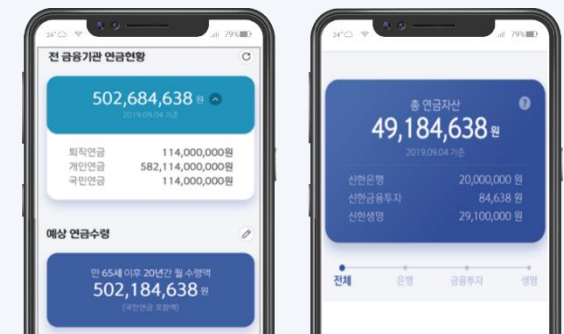 24° 79%
전 금융기관 연금현황
502,684,638 원
2019.09.04 기준
퇴직연금 114,000,000원
개인연금 582,114,000,000원
국민연금 114,000,000원
예상 연금수령
만 65세 이후 20년간 월 수령액
502,184,638 원
(국민연금 포함액)
24° 79%
총 연금자산 ?
49,184,638 원
2019.09.04 기준
신한은행 20,000,000 원
신한금융투자 84,638 원
신한생명 29,100,000 원
전체 은행 금융투자 생명